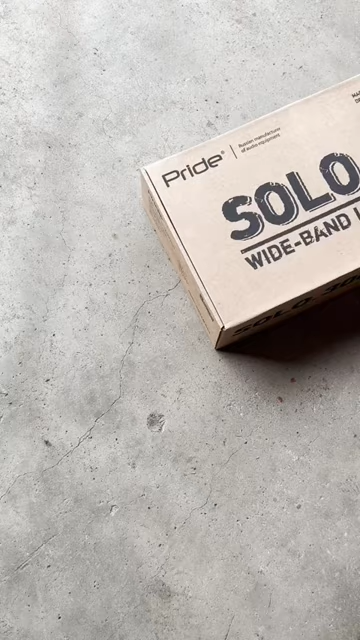 Pride®
Russian manufacturer
of audio equipment
SOLO
WIDE-BAND
SOLO